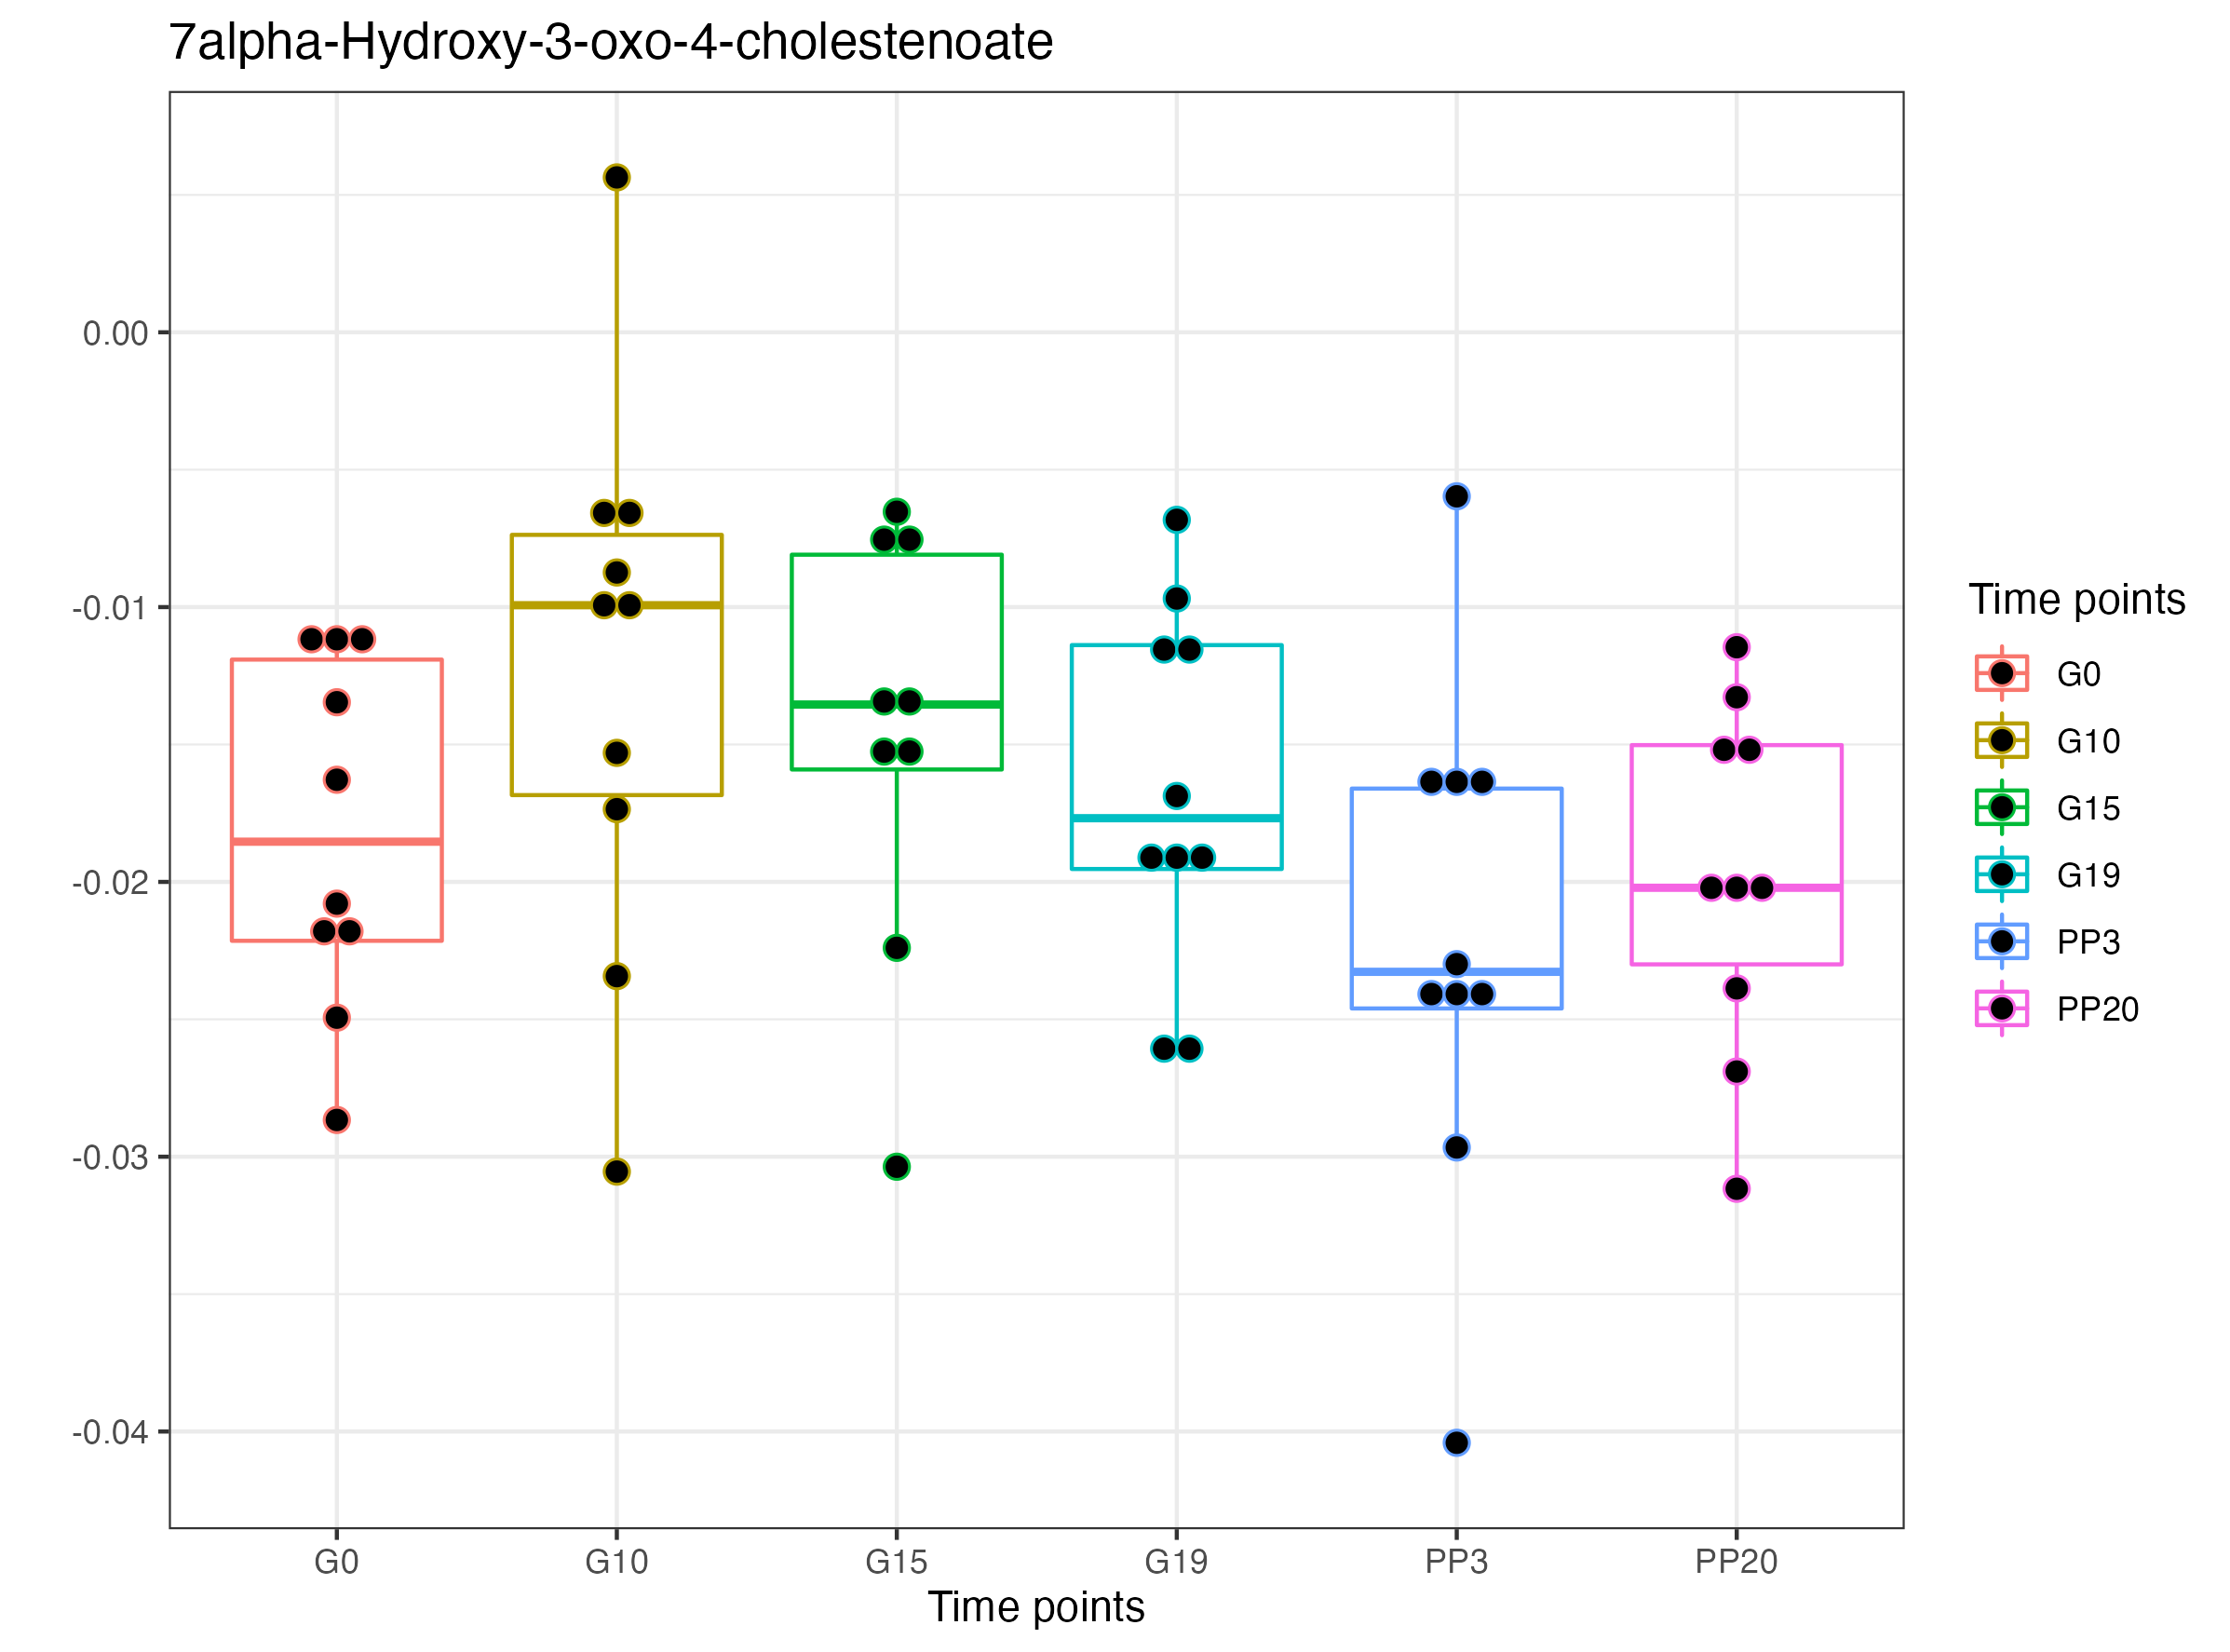 7alpha-Hydroxy-3-oxo-4-cholestenoate
0.00
-0.01
-0.02
-0.03
-0.04
G0 G10 G15 G19 PP3 PP20
Time points
Time points
G0
G10
G15
G19
PP3
PP20